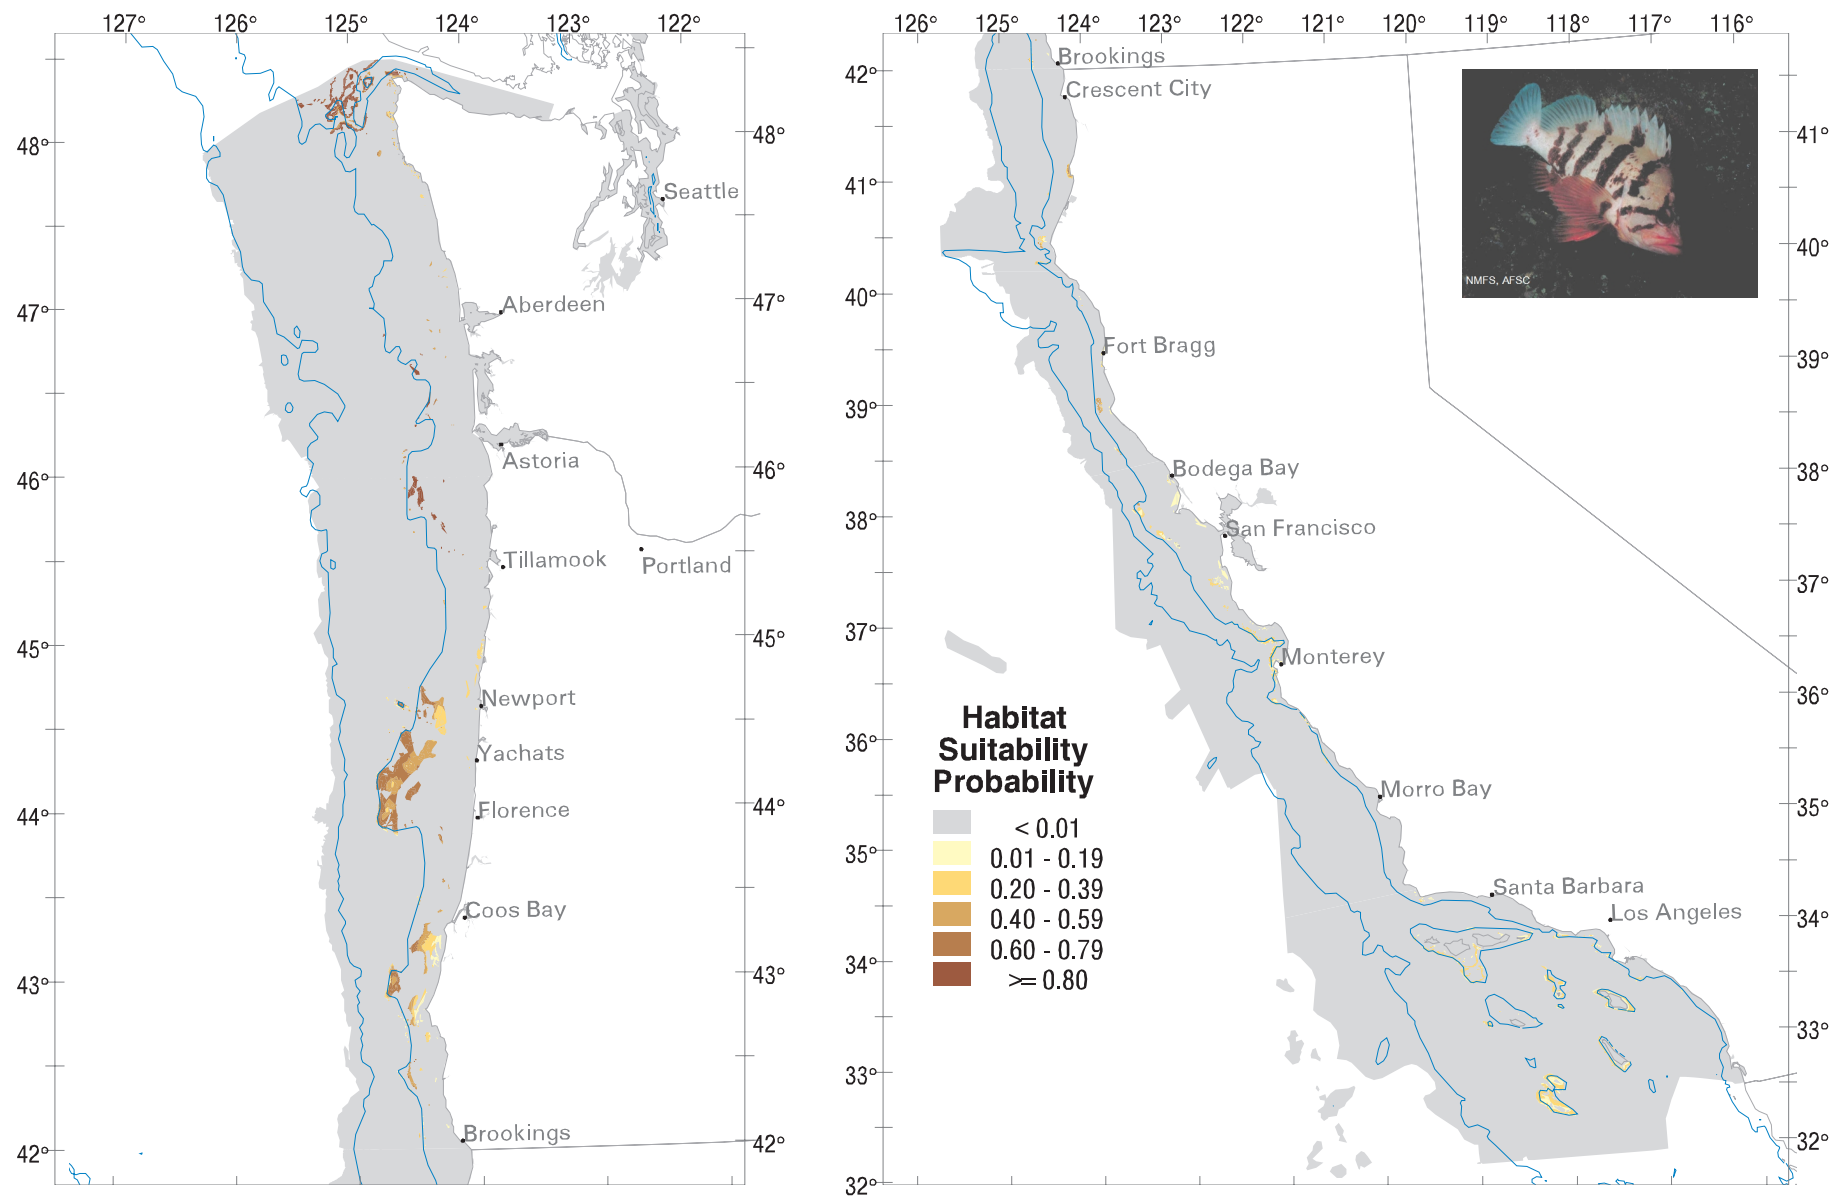 127° 126° 125° 124° 123° 122°
48° 48°
Seattle
47° 47°
Aberdeen
46° 46°
Astoria
Tillamook
Portland
45° 45°
Newport
Yachats
44° 44°
Florence
Coos Bay
43° 43°
Brookings
42° 42°
126° 125° 124° 123° 122° 121° 120° 119° 118° 117° 116°
Brookings
42°
Crescent City
41°
41°
40°
NMFS, AFSC
40°
Fort Bragg
39°
39°
Bodega Bay
38°
38°
San Francisco
37°
37°
Monterey
36°
36°
Morro Bay
35°
35°
Santa Barbara
Los Angeles
34°
34°
33°
33°
32°
32°
Habitat
Suitability
Probability
< 0.01
0.01 - 0.19
0.20 - 0.39
0.40 - 0.59
0.60 - 0.79
>= 0.80